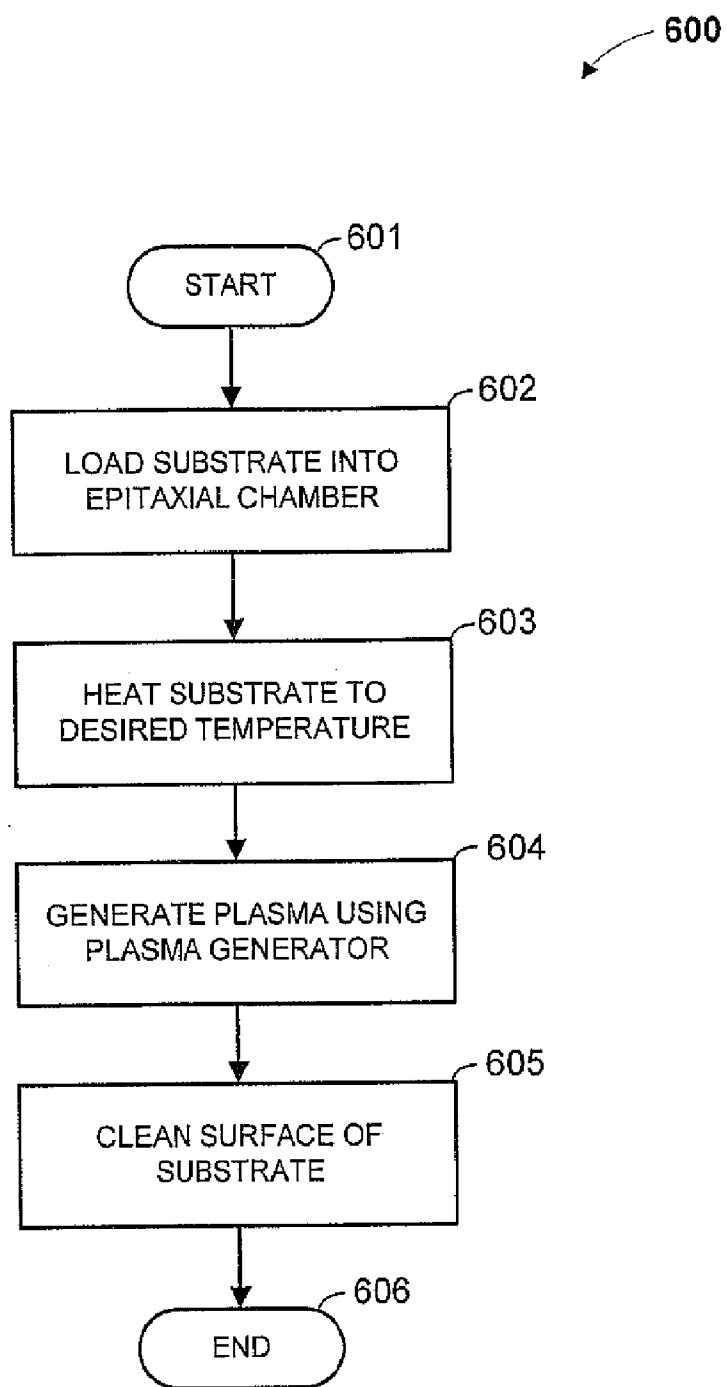 600
601
START
602
LOAD SUBSTRATE INTO
EPITAXIAL CHAMBER
603
HEAT SUBSTRATE TO
DESIRED TEMPERATURE
604
GENERATE PLASMA USING
PLASMA GENERATOR
605
CLEAN SURFACE OF
SUBSTRATE
606
END